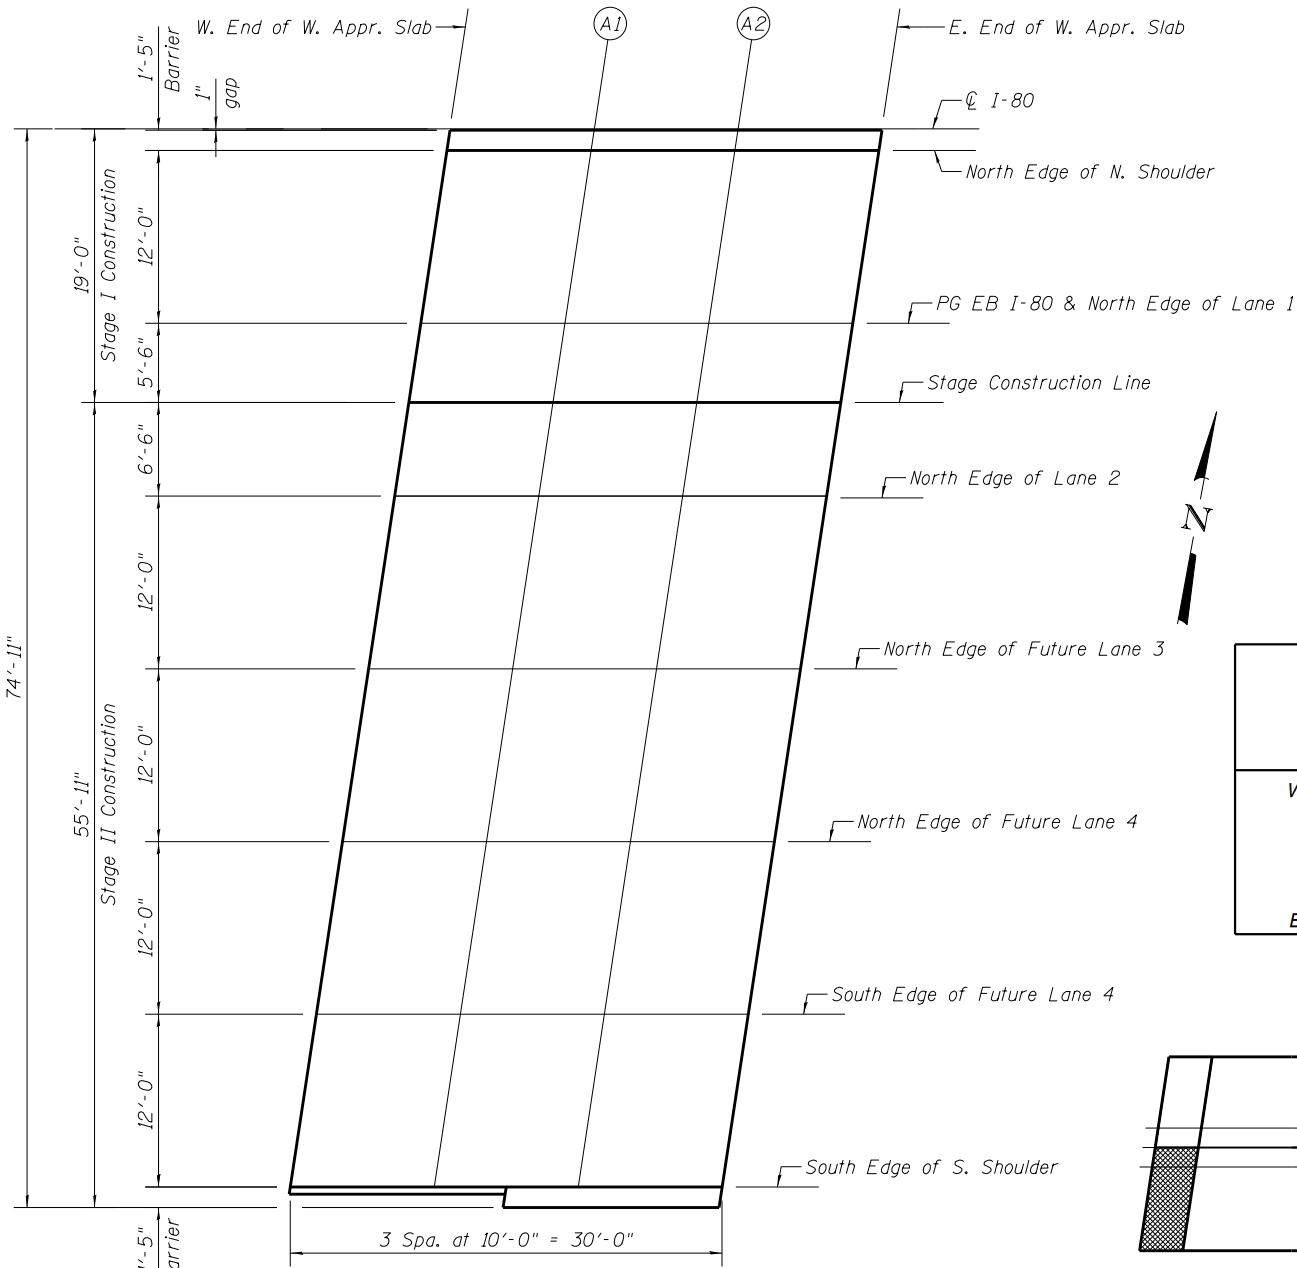 W. End of W. Appr. Slab
A1
A2
E. End of W. Appr. Slab
1'-5"
Barrier
1"
gap
℄ I-80
North Edge of N. Shoulder
12'-0"
19'-0"
Stage I Construction
PG EB I-80 & North Edge of Lane 1
5'-6"
Stage Construction Line
6'-6"
North Edge of Lane 2
N
12'-0"
North Edge of Future Lane 3
74'-11"
12'-0"
55'-11"
Stage II Construction
North Edge of Future Lane 4
12'-0"
South Edge of Future Lane 4
12'-0"
South Edge of S. Shoulder
3 Spa. at 10'-0" = 30'-0"